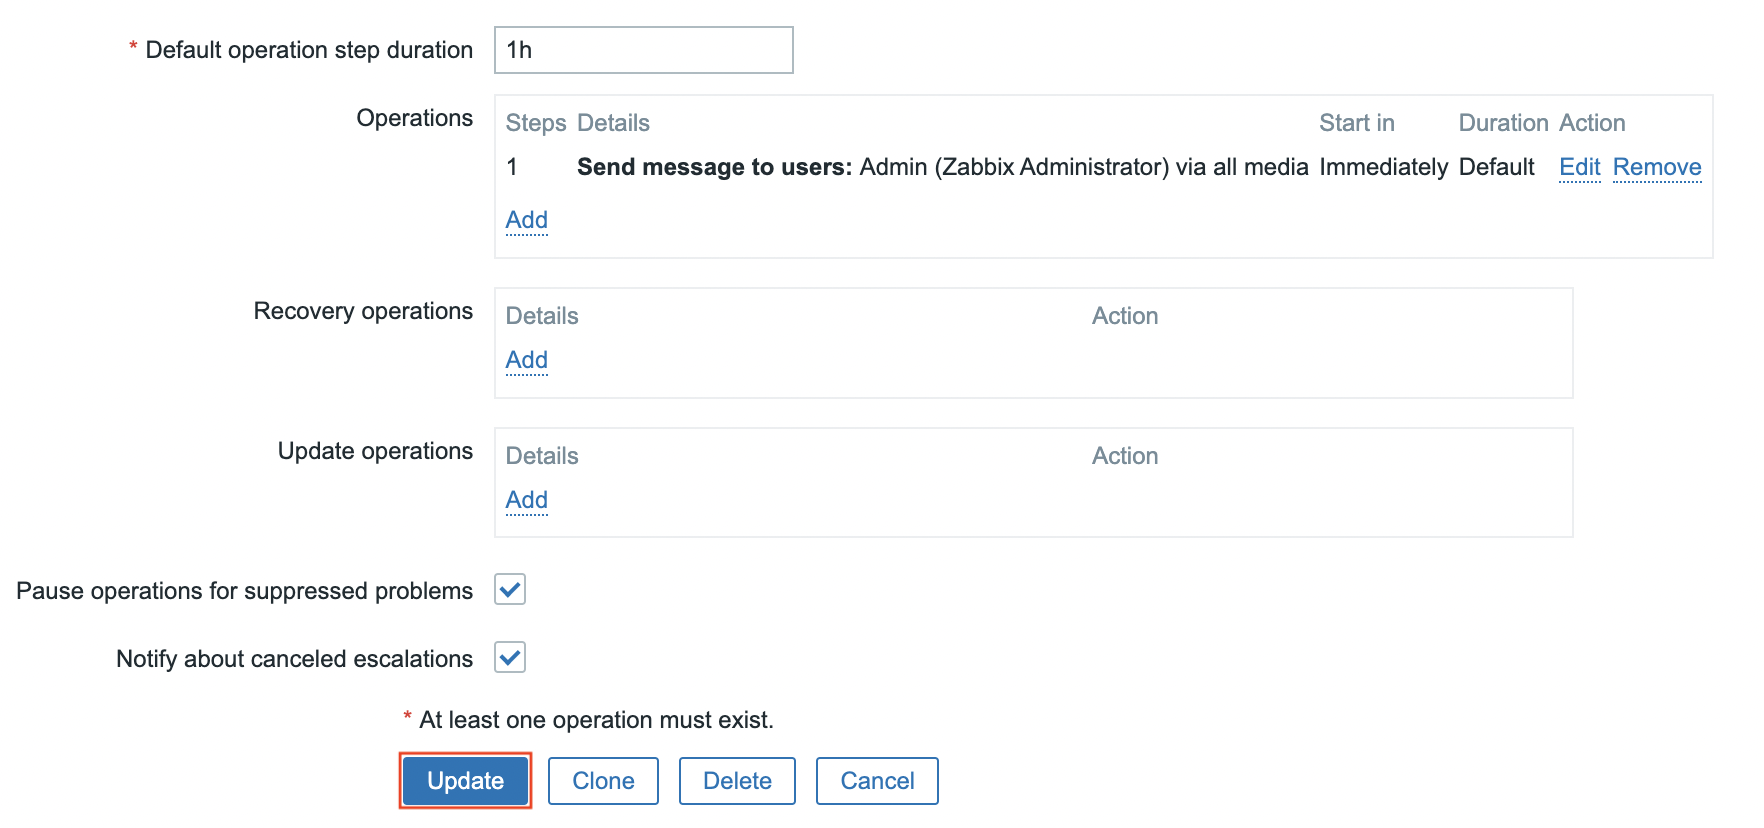 * Default operation step duration 1h
Operations Steps Details Start in Duration Action
1 Send message to users: Admin (Zabbix Administrator) via all media Immediately Default Edit Remove
Add
Recovery operations Details Action
Add
Update operations Details Action
Add
Pause operations for suppressed problems
Notify about canceled escalations
* At least one operation must exist.
Update Clone Delete Cancel